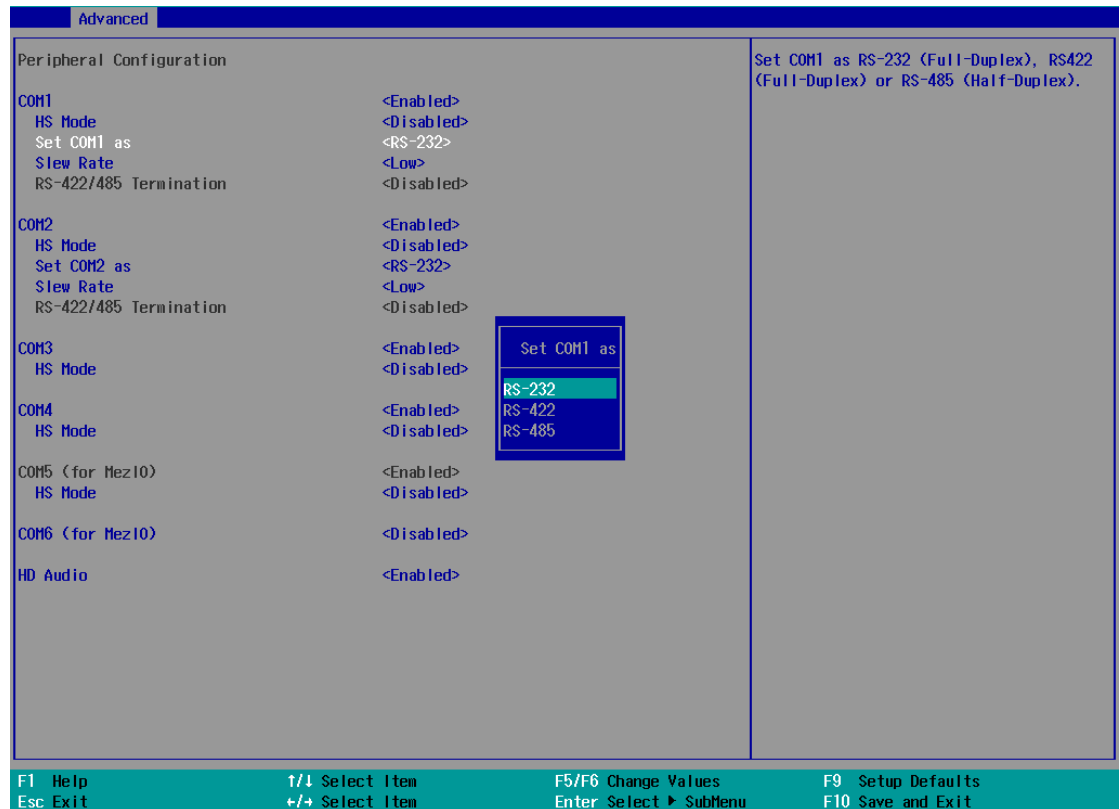 Advanced
Peripheral Configuration
COM1 <Enabled>
HS Mode <Disabled>
Set COM1 as <RS-232>
Slew Rate <Low>
RS-422/485 Termination <Disabled>
COM2 <Enabled>
HS Mode <Disabled>
Set COM2 as <RS-232>
Slew Rate <Low>
RS-422/485 Termination <Disabled>
COM3 <Enabled>
HS Mode <Disabled>
COM4 <Enabled>
HS Mode <Disabled>
COM5 (for MezIO) <Enabled>
HS Mode <Disabled>
COM6 (for MezIO) <Disabled>
HD Audio <Enabled>
Set COM1 as
RS-232
RS-422
RS-485
Set COM1 as RS-232 (Full-Duplex), RS422
(Full-Duplex) or RS-485 (Half-Duplex).
F1 Help ↑/↓ Select Item F5/F6 Change Values F9 Setup Defaults
Esc Exit ←/→ Select Item Enter Select ► SubMenu F10 Save and Exit